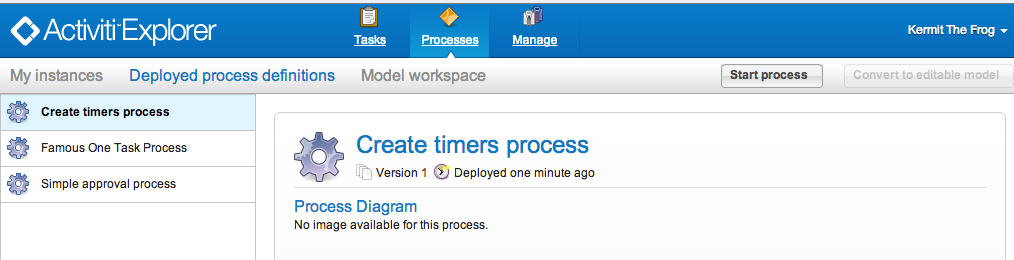 Activiti™Explorer
Tasks
Processes
Manage
Kermit The Frog
My instances
Deployed process definitions
Model workspace
Start process
Convert to editable model
Create timers process
Famous One Task Process
Simple approval process
Create timers process
Version 1
Deployed one minute ago
Process Diagram
No image available for this process.